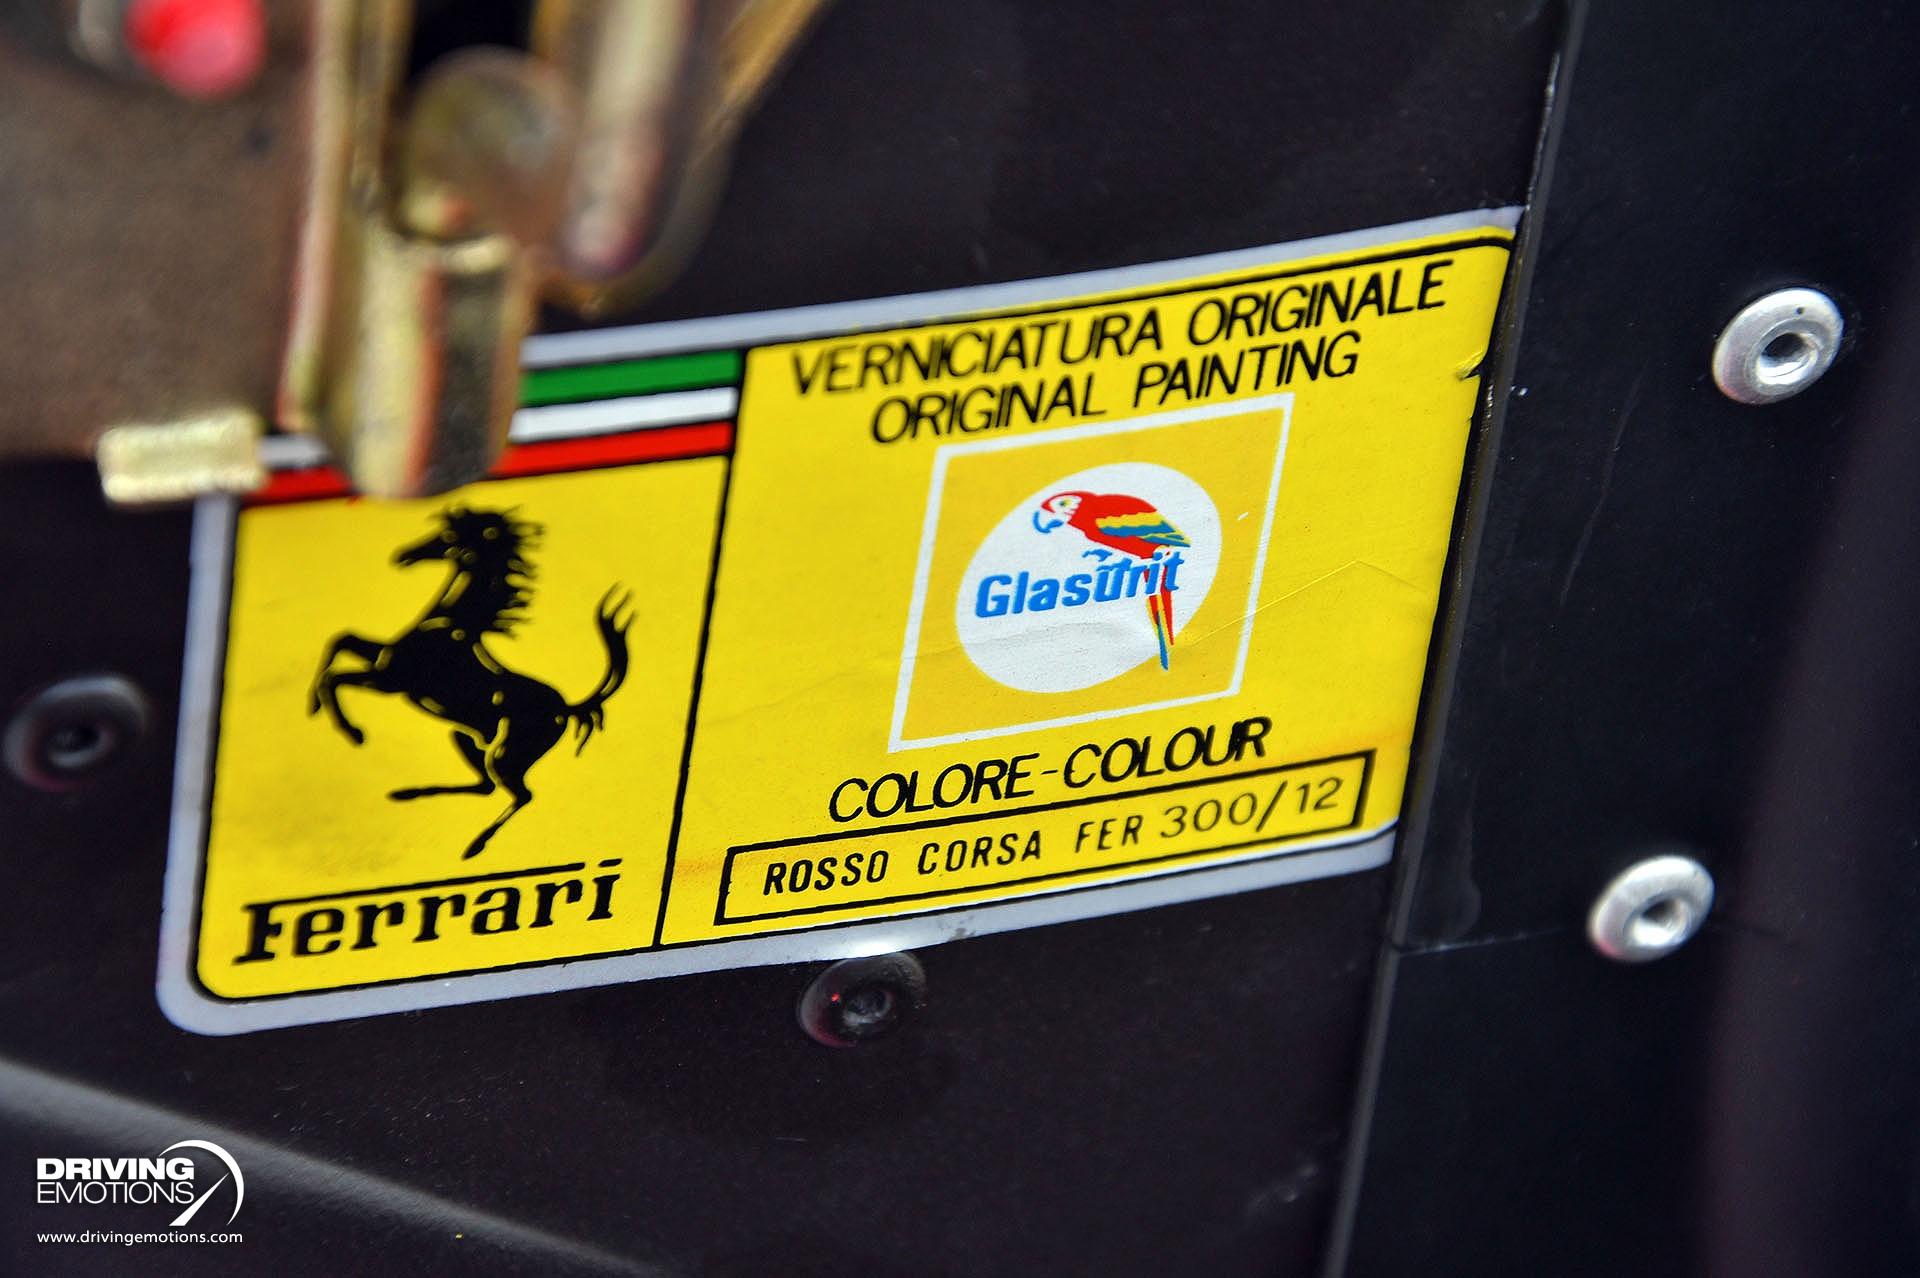 VERNICIATURA ORIGINALE
ORIGINAL PAINTING
Glasurit
COLORE-COLOUR
ROSSO CORSA FER 300/12
Ferrari
DRIVING
EMOTIONS
www.drivingemotions.com